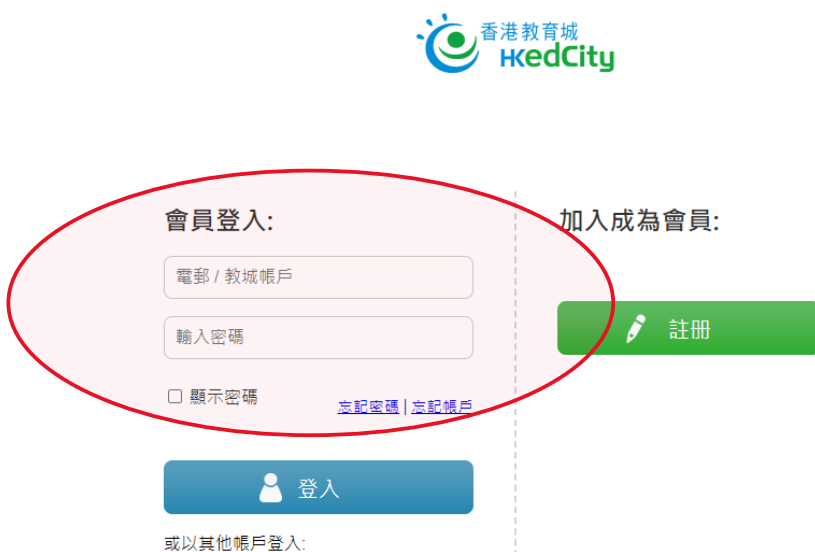 香港教育城
HKedCity
會員登入:
電郵 / 教城帳戶
輸入密碼
顯示密碼
忘記密碼 | 忘記帳戶
登入
或以其他帳戶登入:
加入成為會員:
註冊